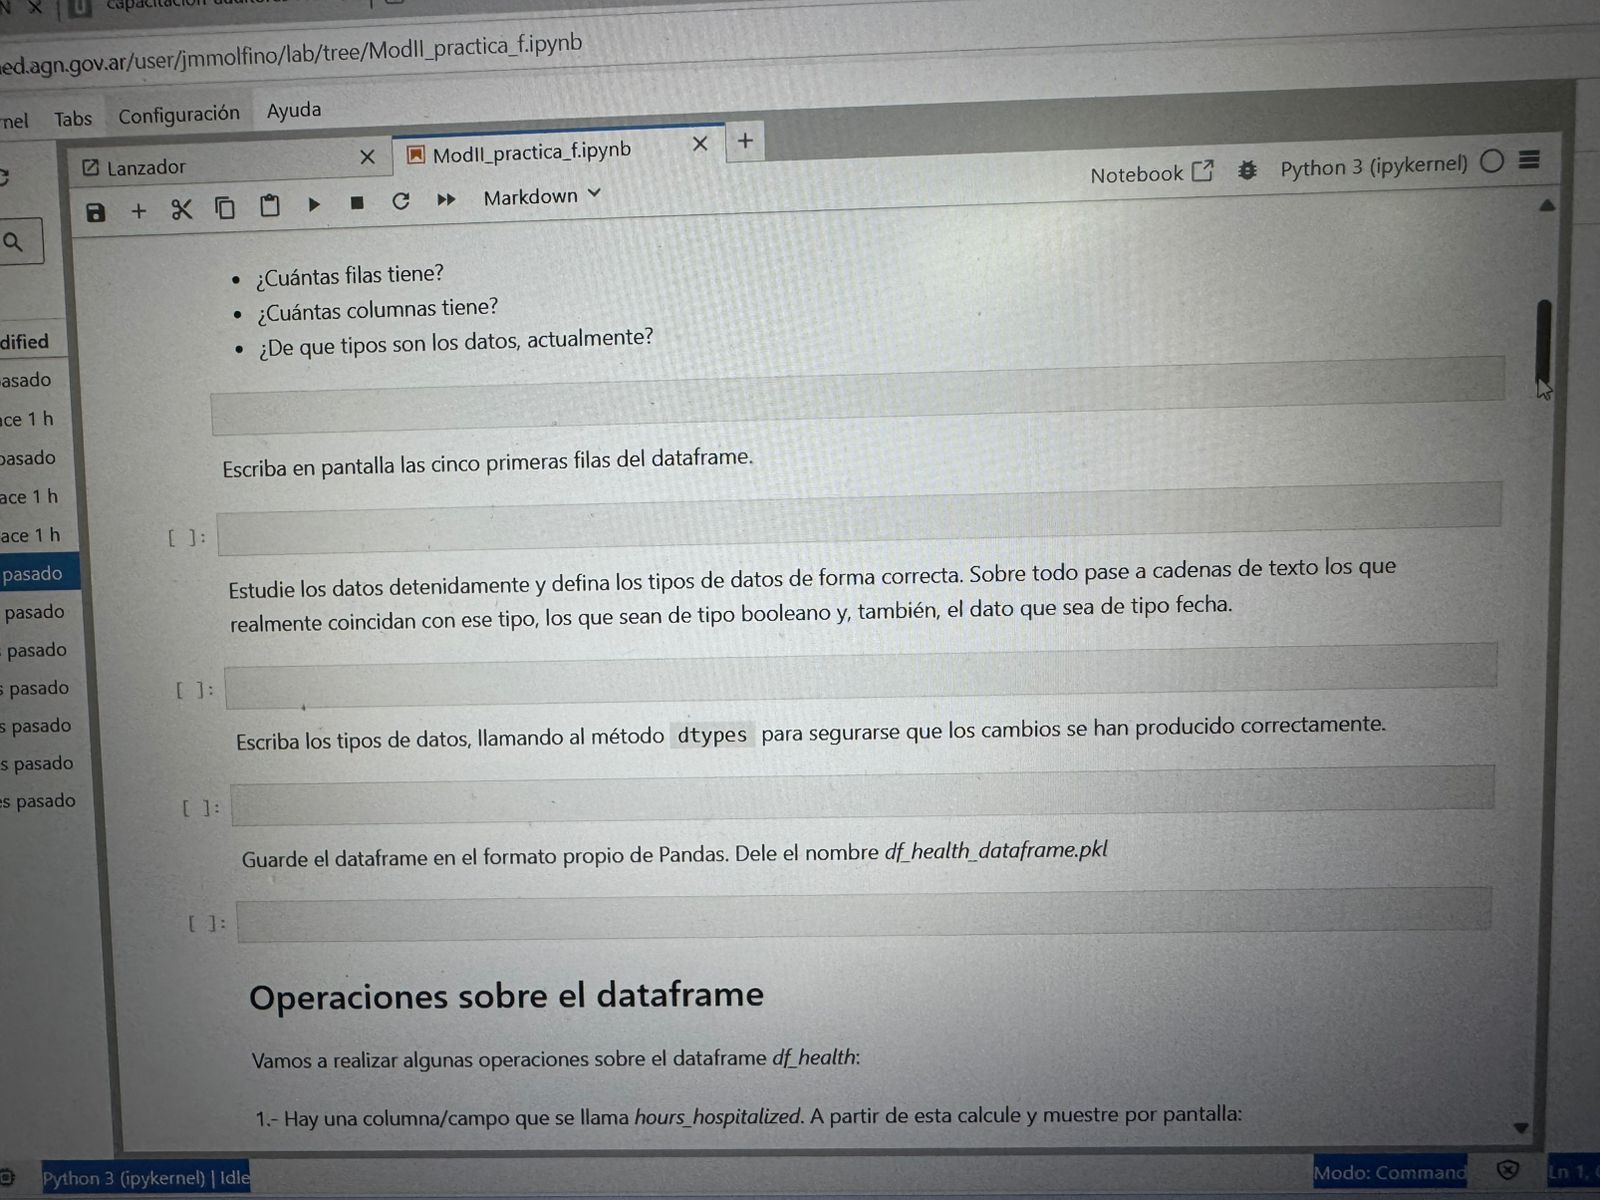 ed.agn.gov.ar/user/jmmolfino/lab/tree/ModII_practica_f.ipynb
Tabs Configuración Ayuda
Lanzador
ModII_practica_f.ipynb
Markdown
Notebook
Python 3 (ipykernel)
¿Cuántas filas tiene?
¿Cuántas columnas tiene?
¿De que tipos son los datos, actualmente?
Escriba en pantalla las cinco primeras filas del dataframe.
[ ]:
Estudie los datos detenidamente y defina los tipos de datos de forma correcta. Sobre todo pase a cadenas de texto los que
realmente coincidan con ese tipo, los que sean de tipo booleano y, también, el dato que sea de tipo fecha.
[ ]:
Escriba los tipos de datos, llamando al método dtypes para segurarse que los cambios se han producido correctamente.
[ ]:
Guarde el dataframe en el formato propio de Pandas. Dele el nombre df_health_dataframe.pkl
[ ]:
Operaciones sobre el dataframe
Vamos a realizar algunas operaciones sobre el dataframe df_health:
1.- Hay una columna/campo que se llama hours_hospitalized. A partir de esta calcule y muestre por pantalla:
dified
asado
ace 1 h
pasado
ace 1 h
ace 1 h
pasado
pasado
pasado
s pasado
s pasado
s pasado
es pasado
Python 3 (ipykernel) | Idle
Modo: Command
Ln 1,